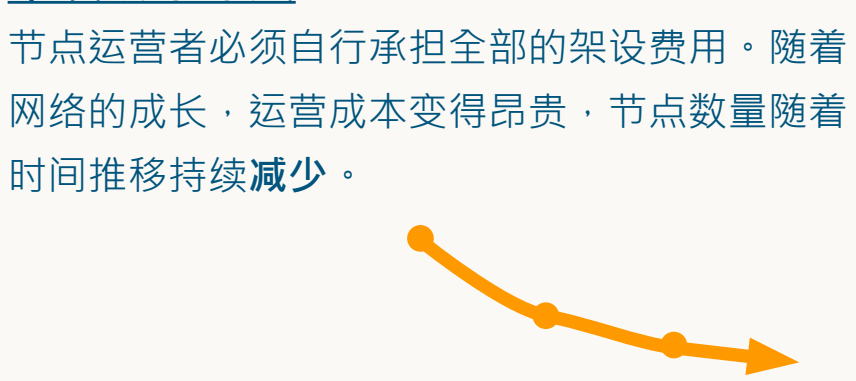 节点运营者必须自行承担全部的架设费用。随着
网络的成长，运营成本变得昂贵，节点数量随着
时间推移持续减少。